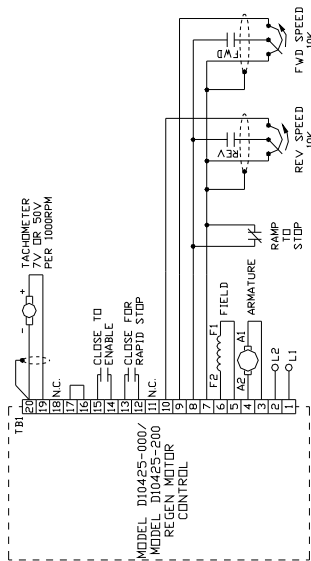 TB1
20
19
18
17
16
15
14
13
12
11
10
9
8
7
6
5
4
3
2
1
MODEL D10425-000/
MODEL D10425-200
REGEN MOTOR
CONTROL
- +
TACHOMETER
7V OR 50V
PER 1000RPM
N.C.
CLOSE TO
ENABLE
CLOSE FOR
RAPID STOP
N.C.
F2 F1
FIELD
A2 A1
ARMATURE
L2
L1
RAMP
TO
STOP
REV
REV SPEED
10K
FWD
FWD SPEED
10K